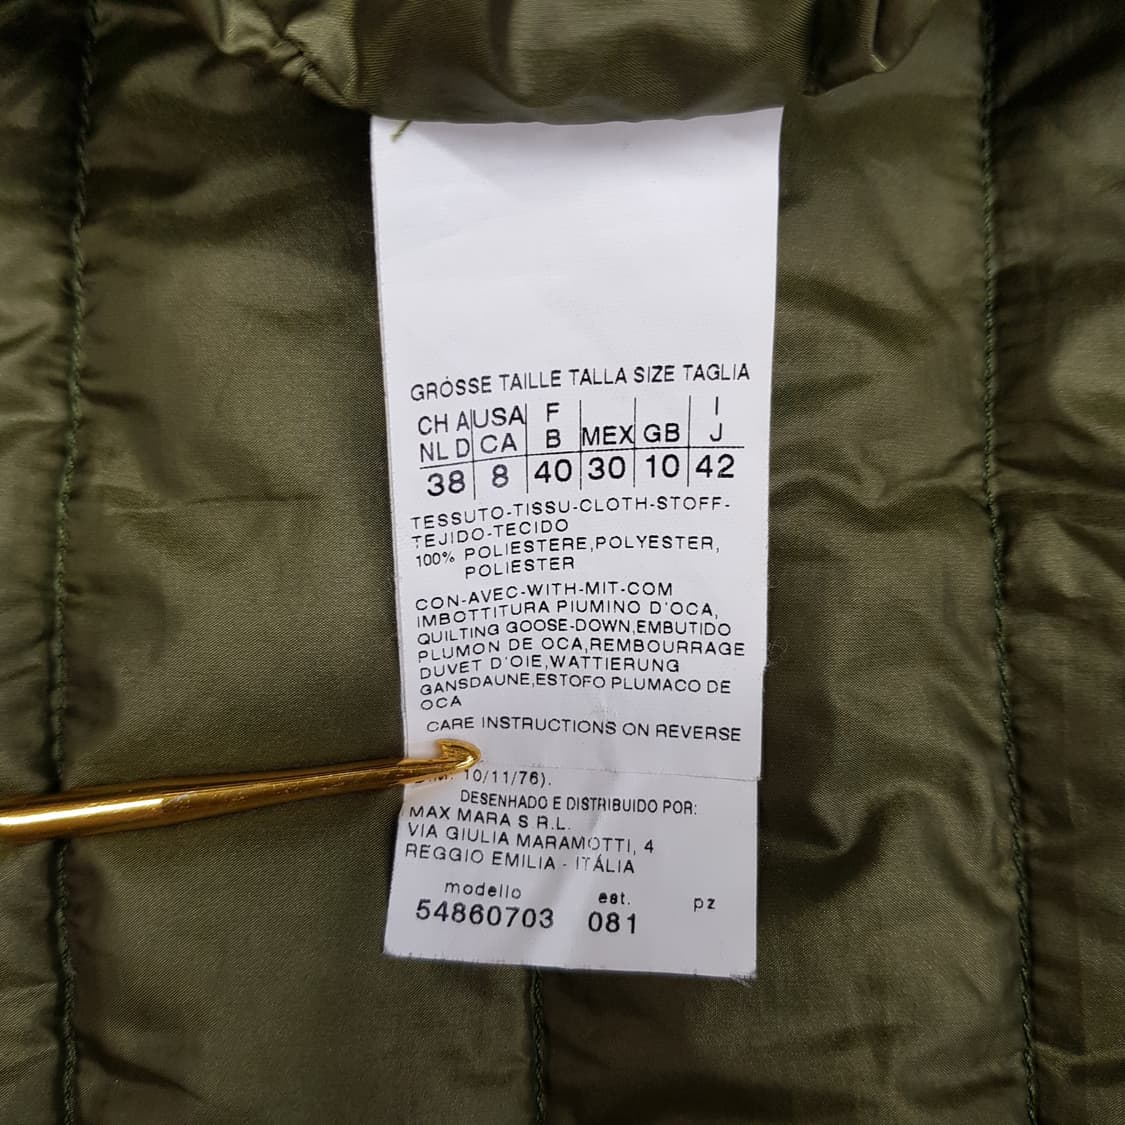 GRÖSSE TAILLE TALLA SIZE TAGLIA
CH A USA F MEX GB I
NL D CA B J
38 8 40 30 10 42
TESSUTO-TISSU-CLOTH-STOFF-
TEJIDO-TECIDO
100% POLIESTERE,POLYESTER,
POLIESTER
CON-AVEC-WITH-MIT-COM
IMBOTTITURA PIUMINO D'OCA,
QUILTING GOOSE-DOWN,EMBUTIDO
PLUMON DE OCA,REMBOURRAGE
DUVET D'OIE,WATTIERUNG
GANSDAUNE,ESTOFO PLUMACO DE
OCA
CARE INSTRUCTIONS ON REVERSE
10/11/76).
DESENHADO E DISTRIBUIDO POR:
MAX MARA S R.L.
VIA GIULIA MARAMOTTI, 4
REGGIO EMILIA - ITÁLIA
modello est. pz
54860703 081